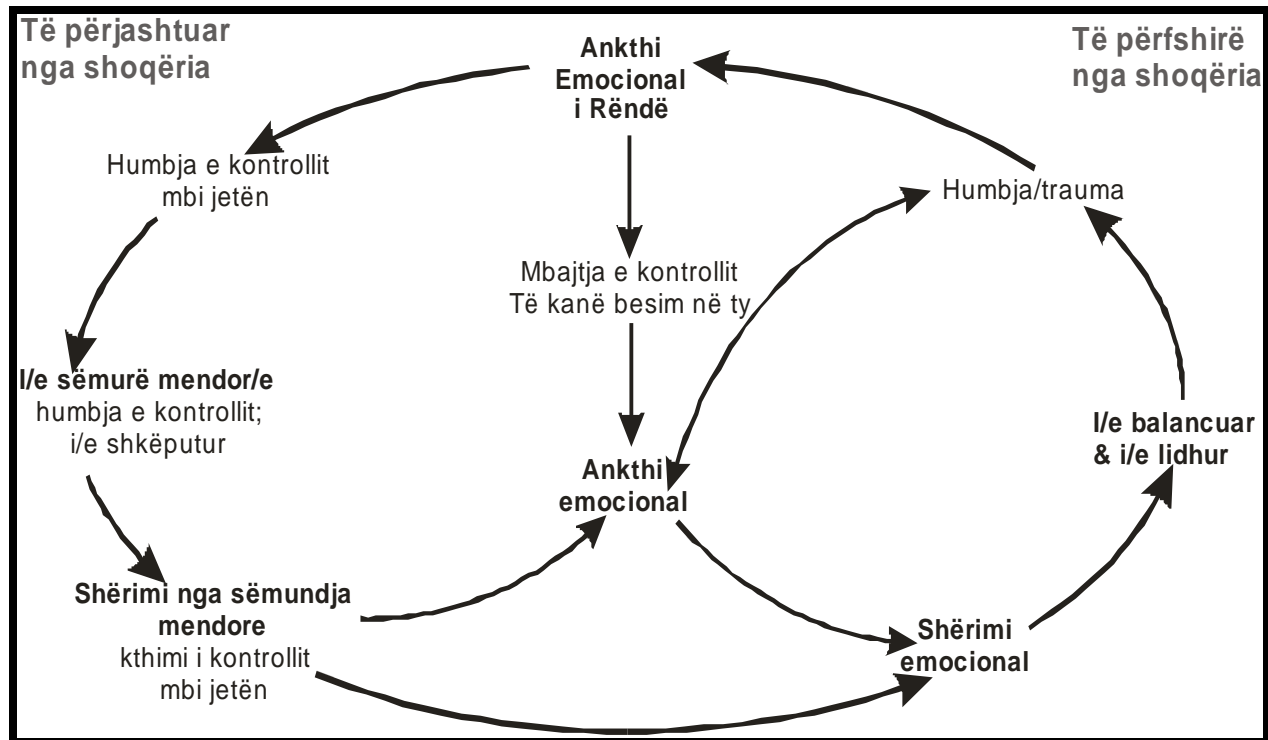 Të përjashtuar
nga shoqëria
Ankthi
Emocional
i Rëndë
Të përfshirë
nga shoqëria
Humbja e kontrollit
mbi jetën
Humbja/trauma
Mbajtja e kontrollit
Të kanë besim në ty
I/e sëmurë mendor/e
humbja e kontrollit;
i/e shkëputur
I/e balancuar
& i/e lidhur
Ankthi
emocional
Shërimi nga sëmundja
mendore
kthimi i kontrollit
mbi jetën
Shërimi
emocional